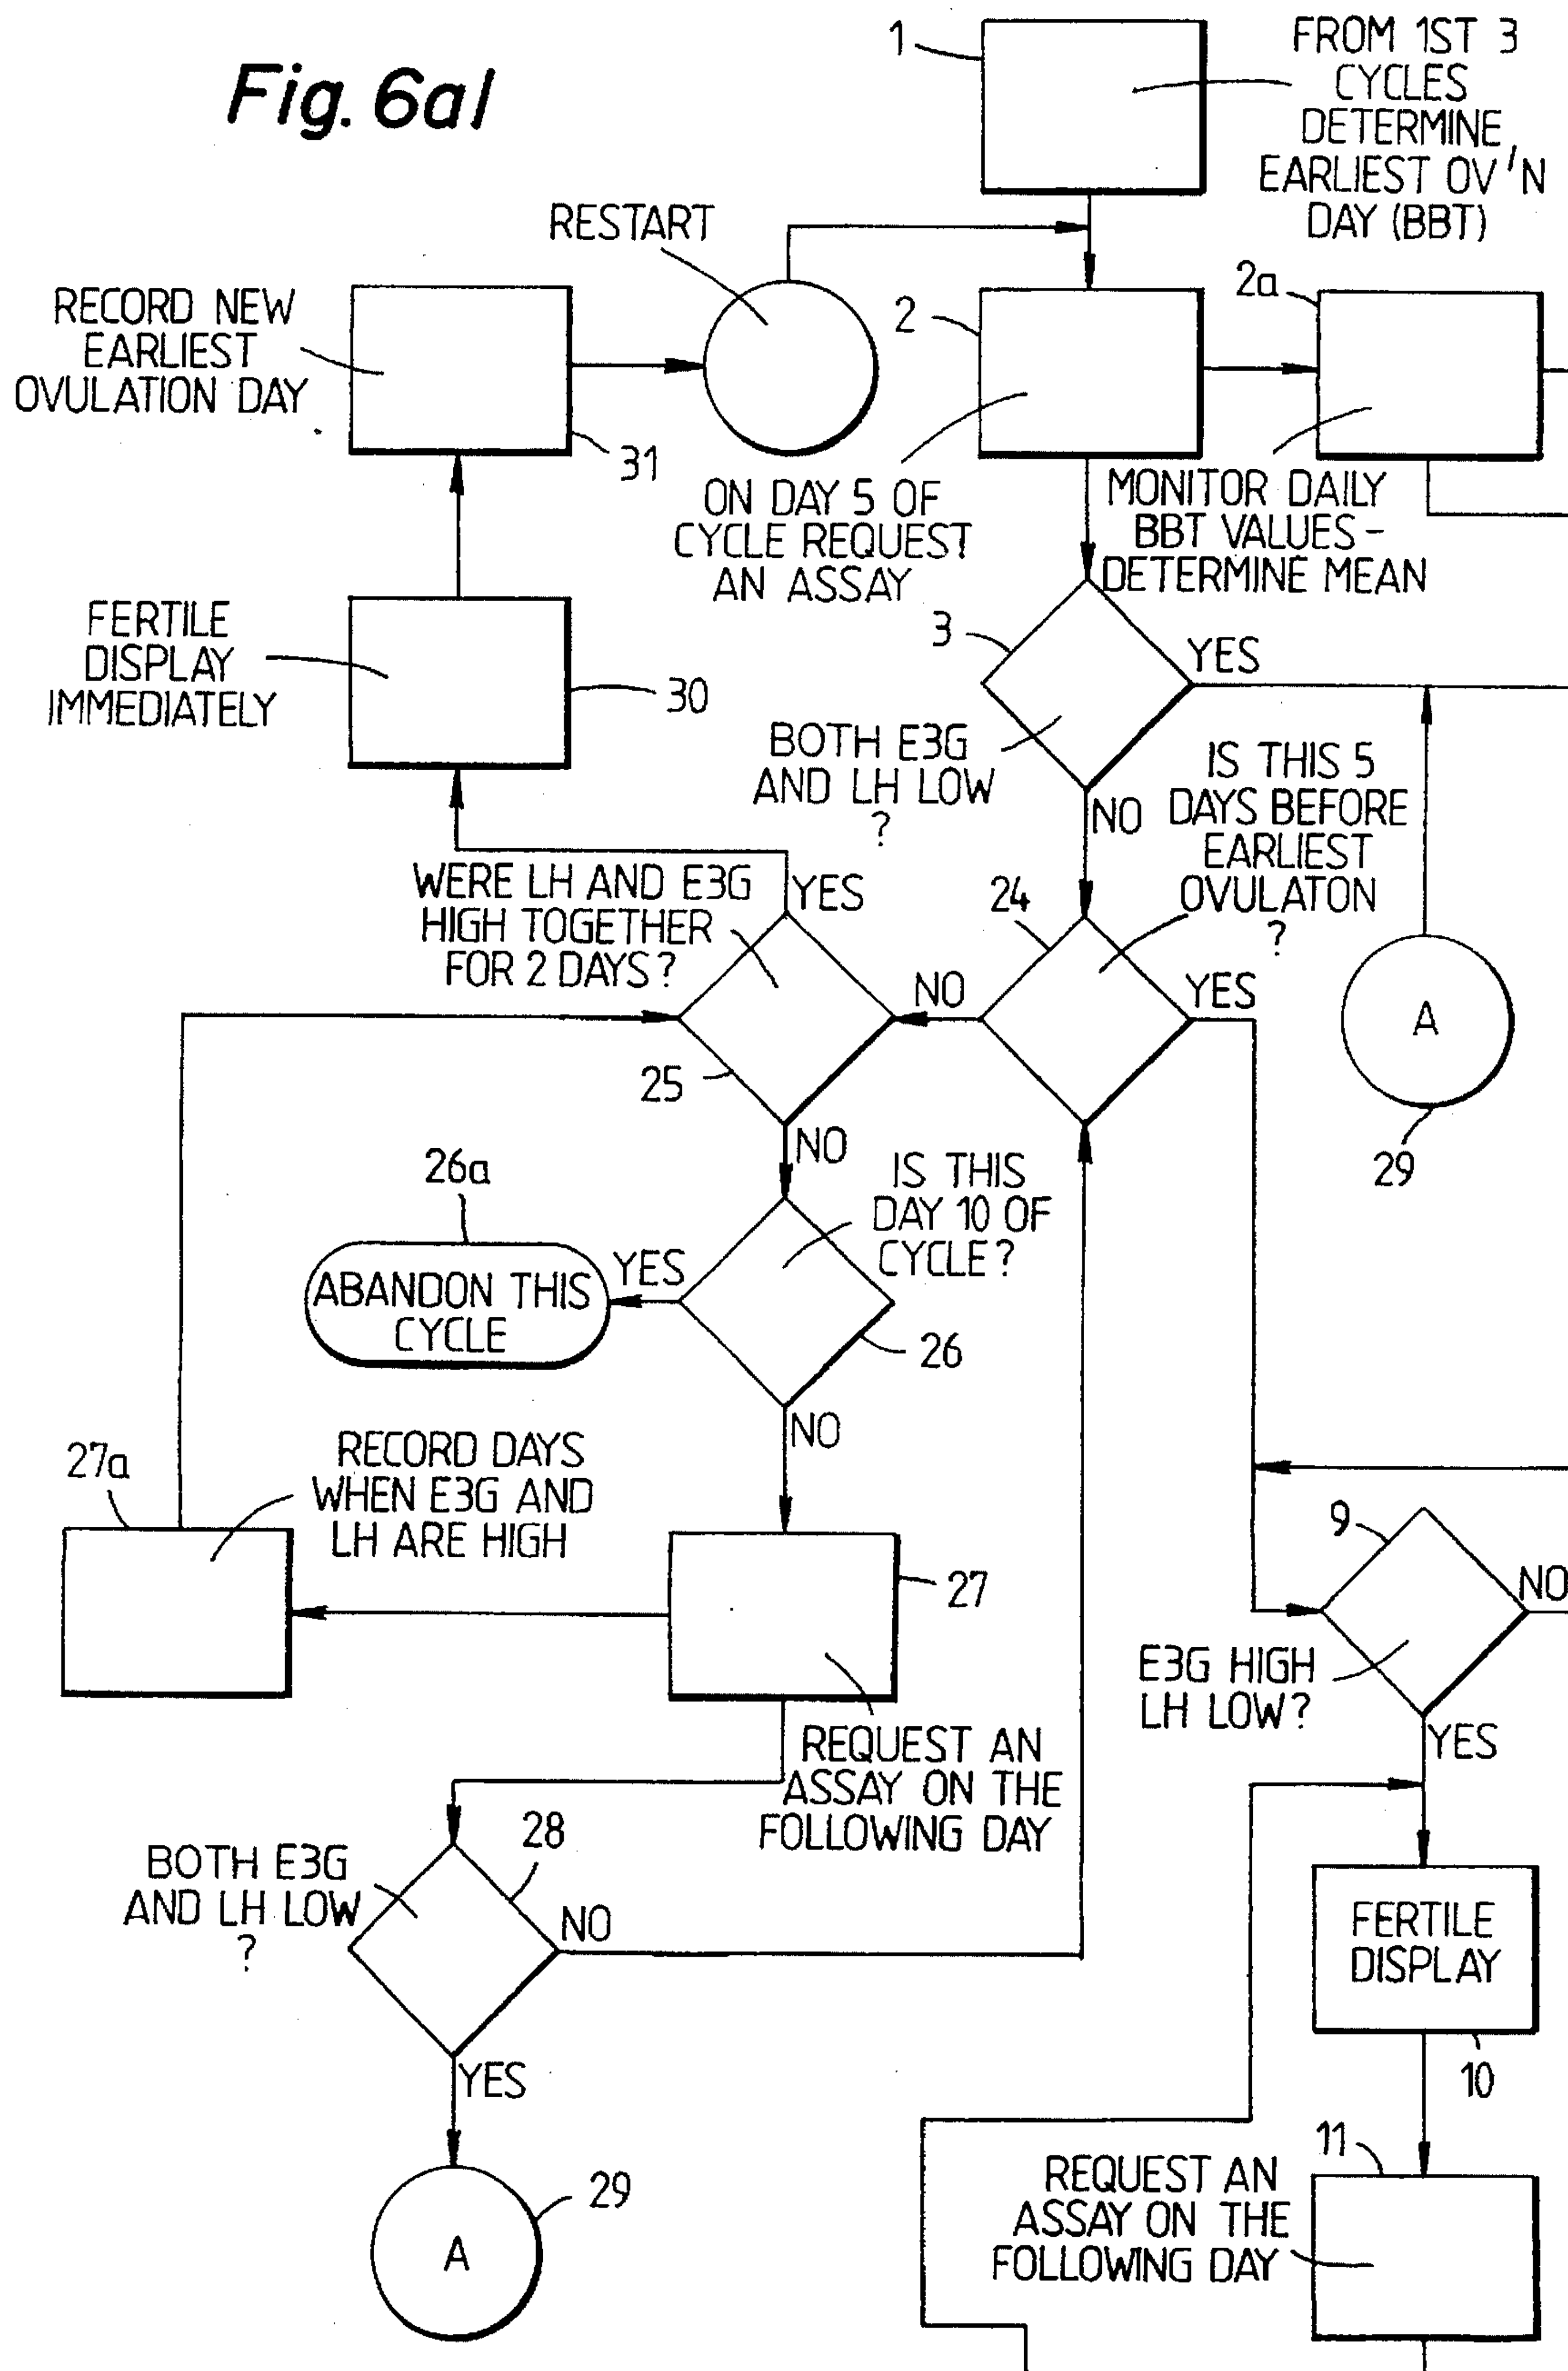 Fig. 6a1
1
FROM 1ST 3
CYCLES
DETERMINE
EARLIEST OV'N
DAY (BBT)
RESTART
RECORD NEW
EARLIEST
OVULATION DAY
31
2
2a
ON DAY 5 OF
CYCLE REQUEST
AN ASSAY
MONITOR DAILY
BBT VALUES-
DETERMINE MEAN
FERTILE
DISPLAY
IMMEDIATELY
30
3
YES
BOTH E3G
AND LH LOW
?
NO
IS THIS 5
DAYS BEFORE
EARLIEST
OVULATON
?
WERE LH AND E3G
HIGH TOGETHER
FOR 2 DAYS?
YES
24
NO
YES
A
29
25
NO
26a
ABANDON THIS
CYCLE
YES
IS THIS
DAY 10 OF
CYCLE?
26
NO
27a
RECORD DAYS
WHEN E3G AND
LH ARE HIGH
27
9
NO
E3G HIGH
LH LOW?
YES
REQUEST AN
ASSAY ON THE
FOLLOWING DAY
BOTH E3G
AND LH LOW
?
28
NO
YES
FERTILE
DISPLAY
10
A
29
11
REQUEST AN
ASSAY ON THE
FOLLOWING DAY